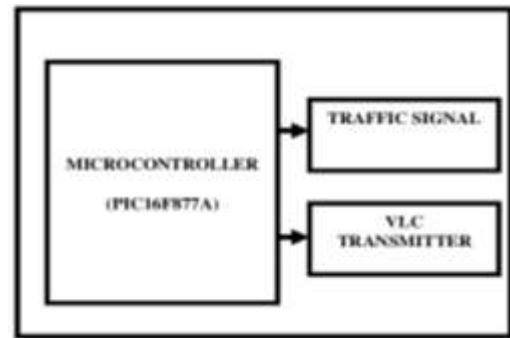 MICROCONTROLLER
(PIC16F877A)
TRAFFIC SIGNAL
VLC
TRANSMITTER